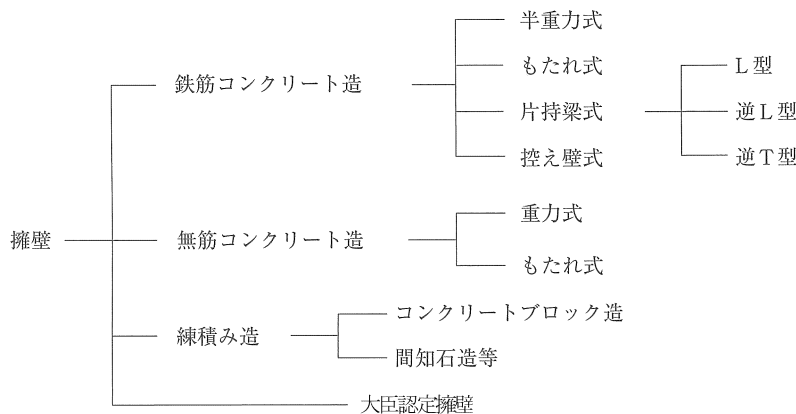 擁壁
鉄筋コンクリート造
半重力式
もたれ式
片持梁式
L型
逆L型
逆T型
控え壁式
無筋コンクリート造
重力式
もたれ式
練積み造
コンクリートブロック造
間知石造等
大臣認定擁壁